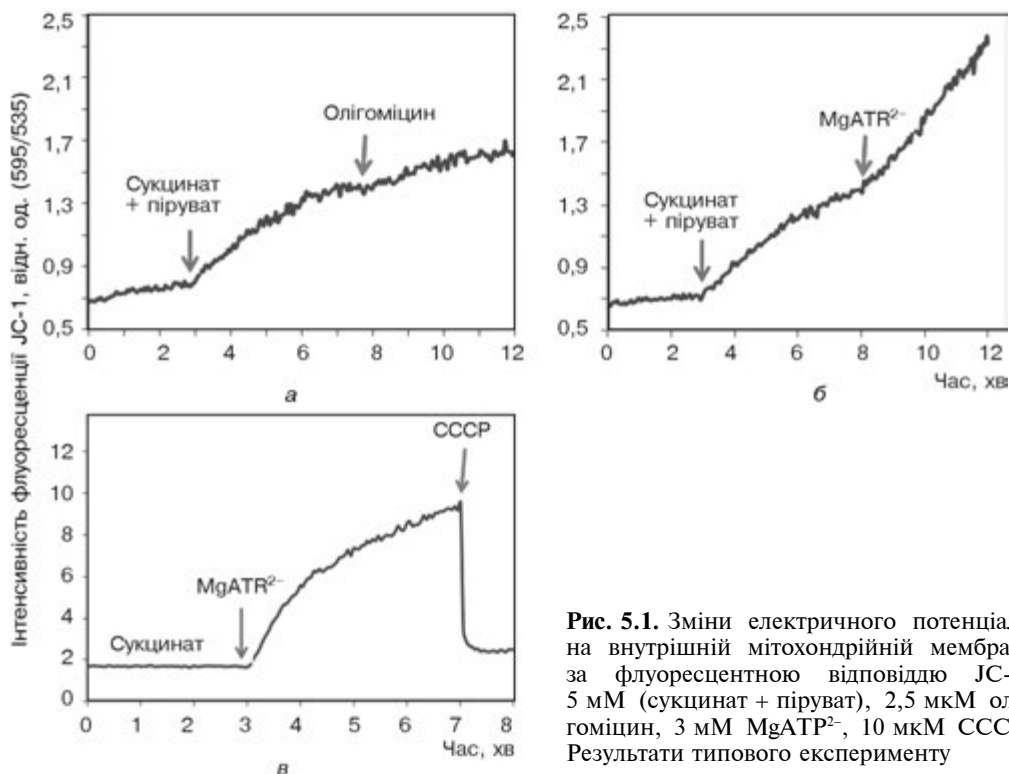 Інтенсивність флуоресценції JC-1, відн. од. (595/535)
2,5
2,1
1,7
1,3
0,9
0,5
Сукцинат
+ піруват
Олігоміцин
0 2 4 6 8 10 12
а
2,5
2,1
1,7
1,3
0,9
0,5
Сукцинат
+ піруват
MgATR²⁻
0 2 4 6 8 10 12
Час, хв
б
12
10
8
6
4
2
0
Сукцинат
MgATR²⁻
CCCP
0 1 2 3 4 5 6 7 8
Час, хв
в
Рис. 5.1. Зміни електричного потенціал
на внутрішній мітохондрійній мембра
за флуоресцентною відповіддю JC-
5 мМ (сукцинат + піруват), 2,5 мкМ ол
гоміцин, 3 мМ MgATP²⁻, 10 мкМ CCC
Результати типового експерименту